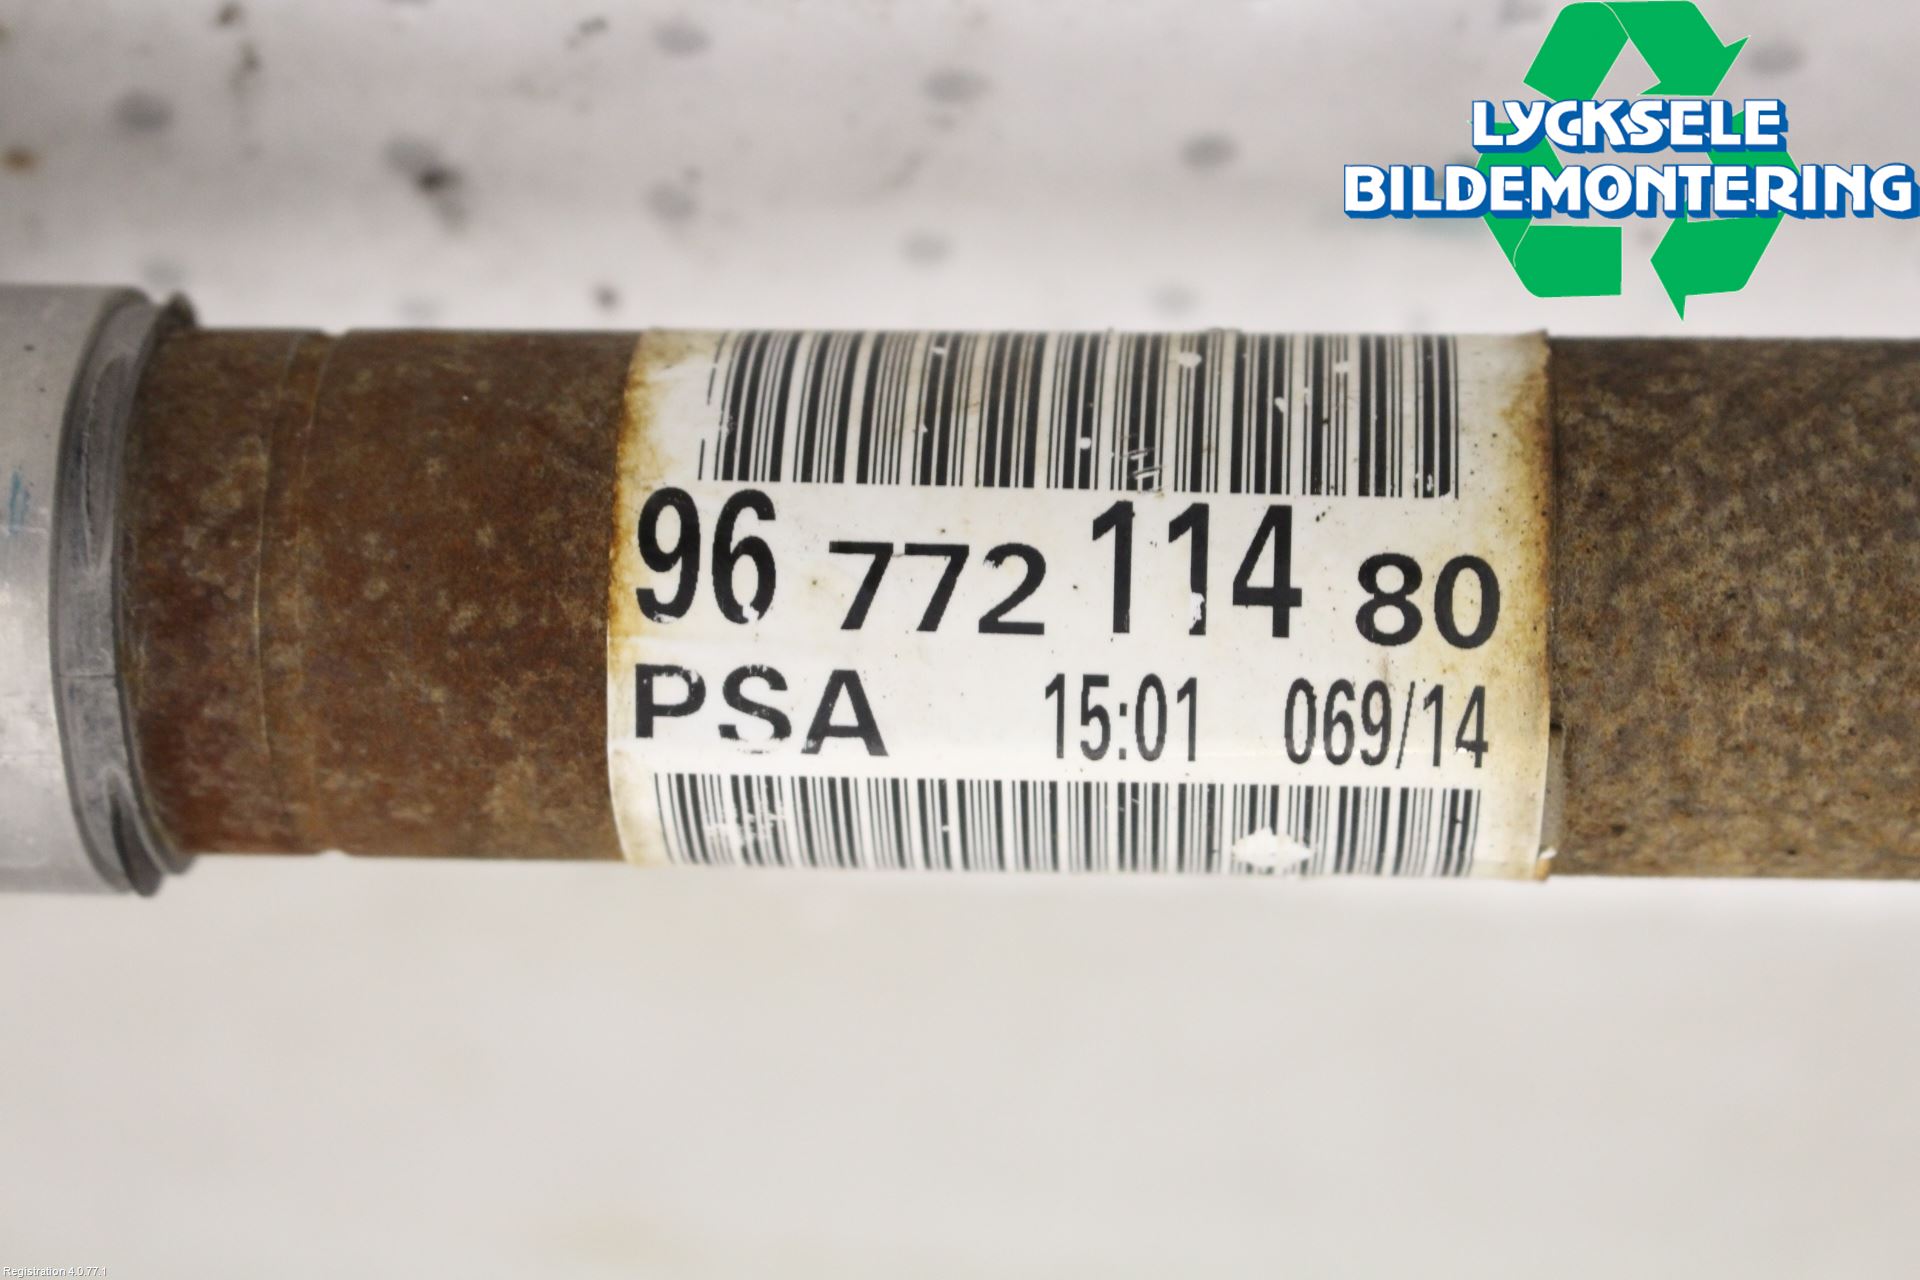 LYCKSELE
BILDEMONTERING
96 772 114 80
PSA 15:01 069/14
Registration 4.0.77.1